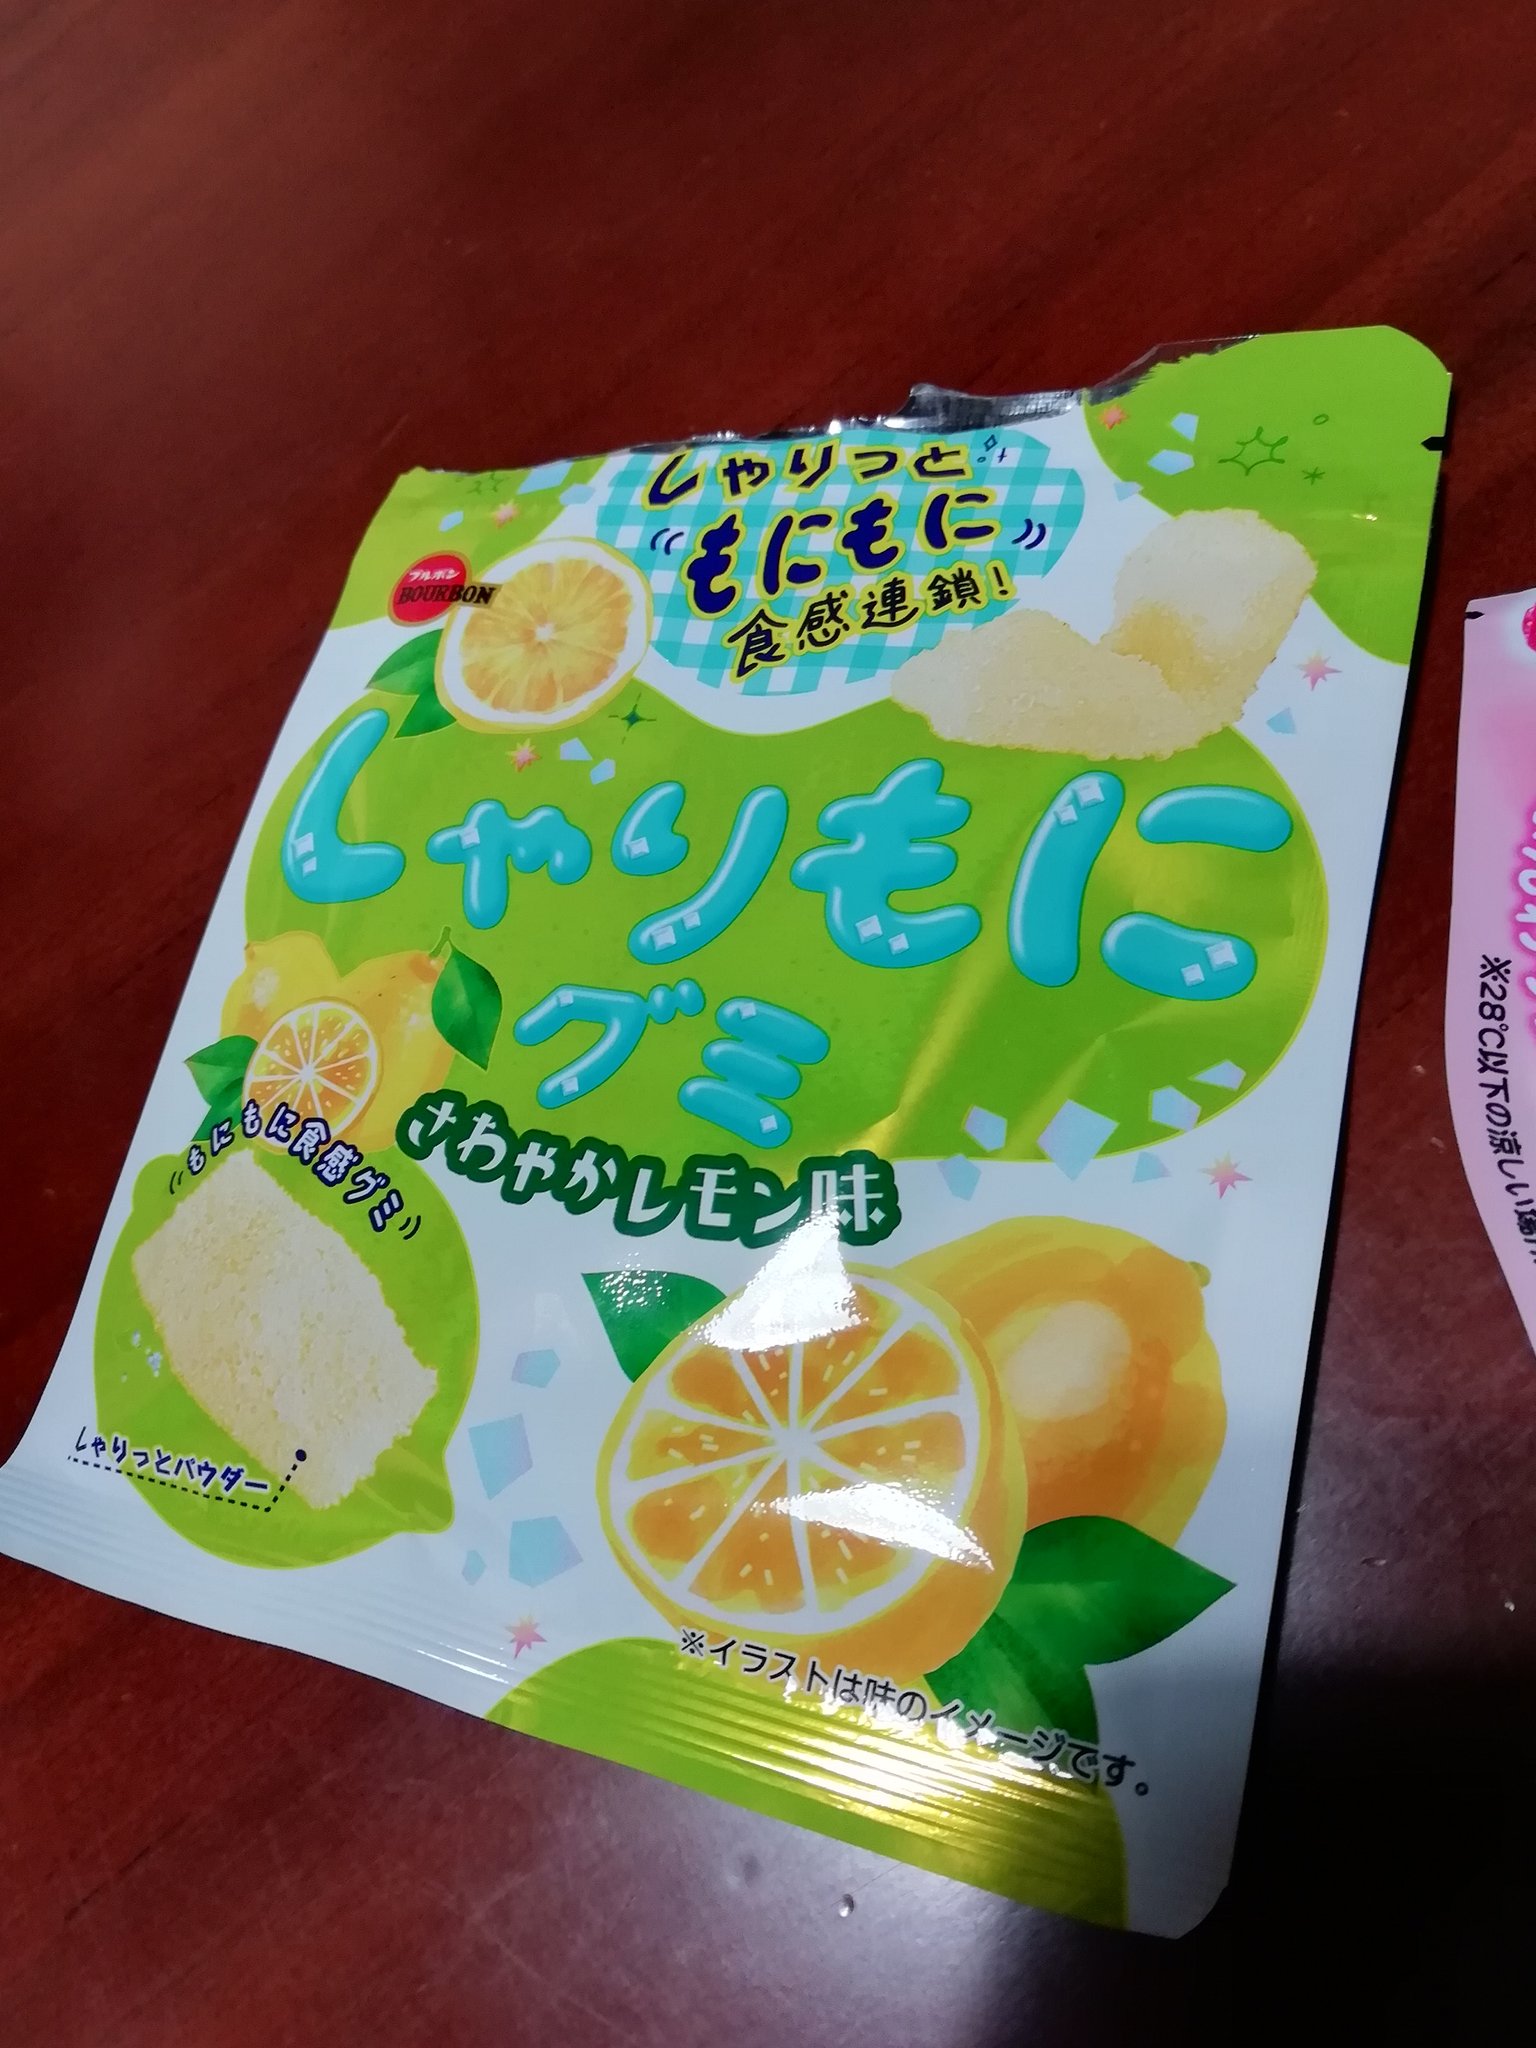 しゃりっと
もにもに
食感連鎖!
ブルボン
BOURBON
しゃりもに
グミ
さわやかレモン味
もにもに食感グミ
しゃりっとパウダー
※イラストは味のイメージです。
※28℃以下の涼しい